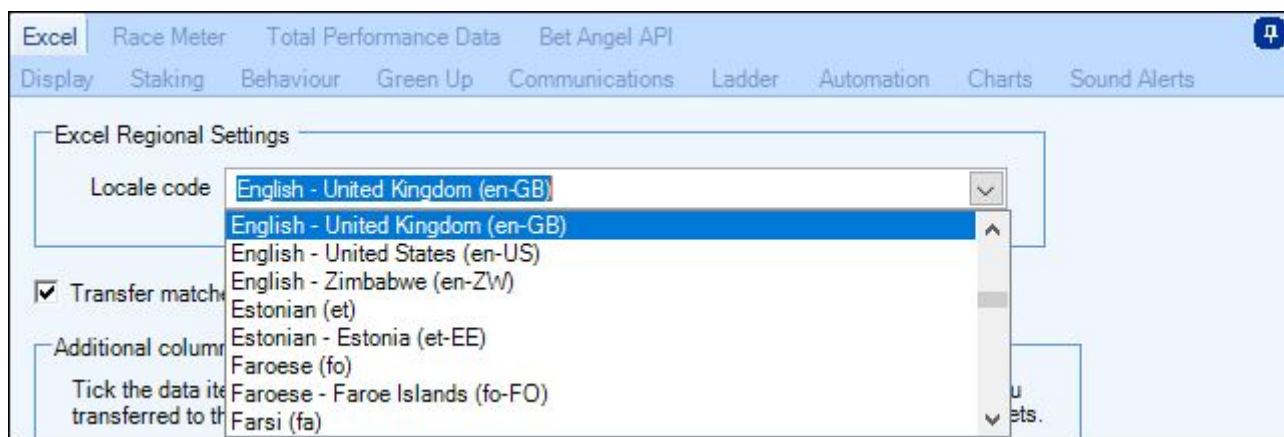 Excel Race Meter Total Performance Data Bet Angel API
Display Staking Behaviour Green Up Communications Ladder Automation Charts Sound Alerts
Excel Regional Settings
Locale code English - United Kingdom (en-GB)
English - United Kingdom (en-GB)
English - United States (en-US)
English - Zimbabwe (en-ZW)
Transfer matche
Estonian (et)
Estonian - Estonia (et-EE)
Additional column
Faroese (fo)
Tick the data ite
Faroese - Faroe Islands (fo-FO)
u
transferred to th
Farsi (fa)
ets.